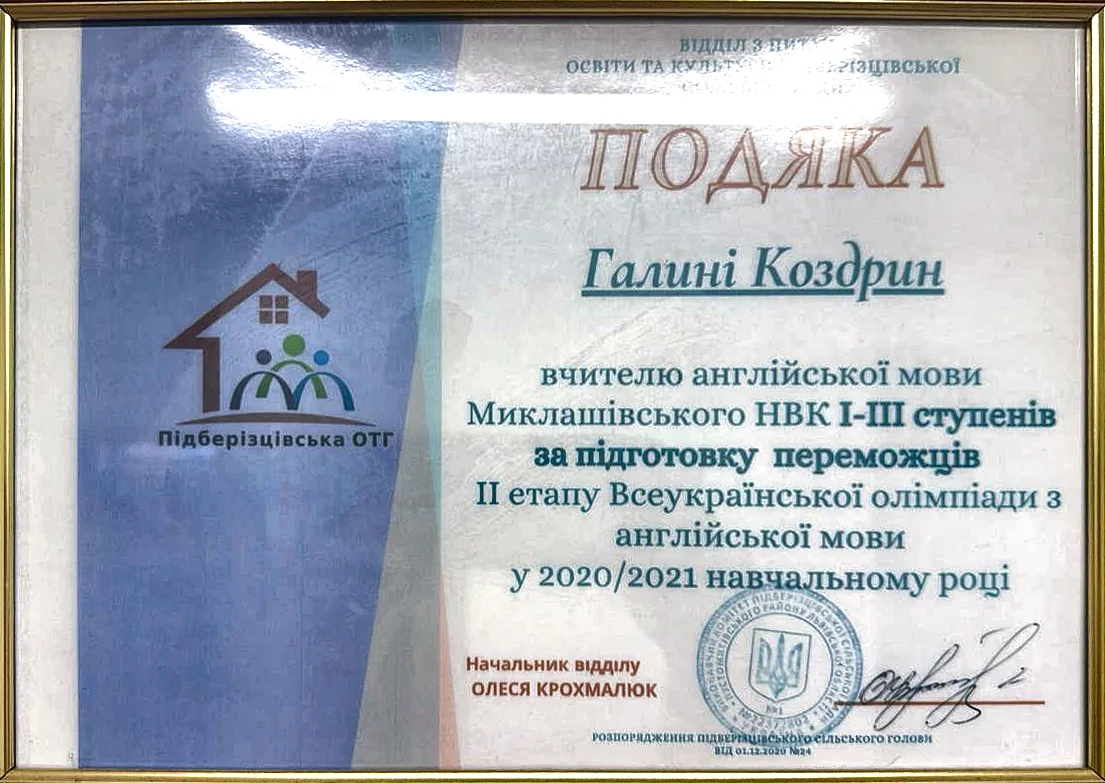 ВІДДІЛ З
ОСВІТИ ТА КУЛЬТУРИ ПІДБЕРІЗЦІВСЬКОЇ
ПОДЯКА
Галині Коздрин
вчителю англійської мови
Миклашівського НВК І-ІІІ ступенів
за підготовку переможців
ІІ етапу Всеукраїнської олімпіади з
англійської мови
у 2020/2021 навчальному році
Підберізцівська ОТГ
Начальник відділу
ОЛЕСЯ КРОХМАЛЮК
РОЗПОРЯДЖЕННЯ ПІДБЕРІЗЦІВСЬКОГО СІЛЬСЬКОГО ГОЛОВИ
ВІД 01.12.2020 №24